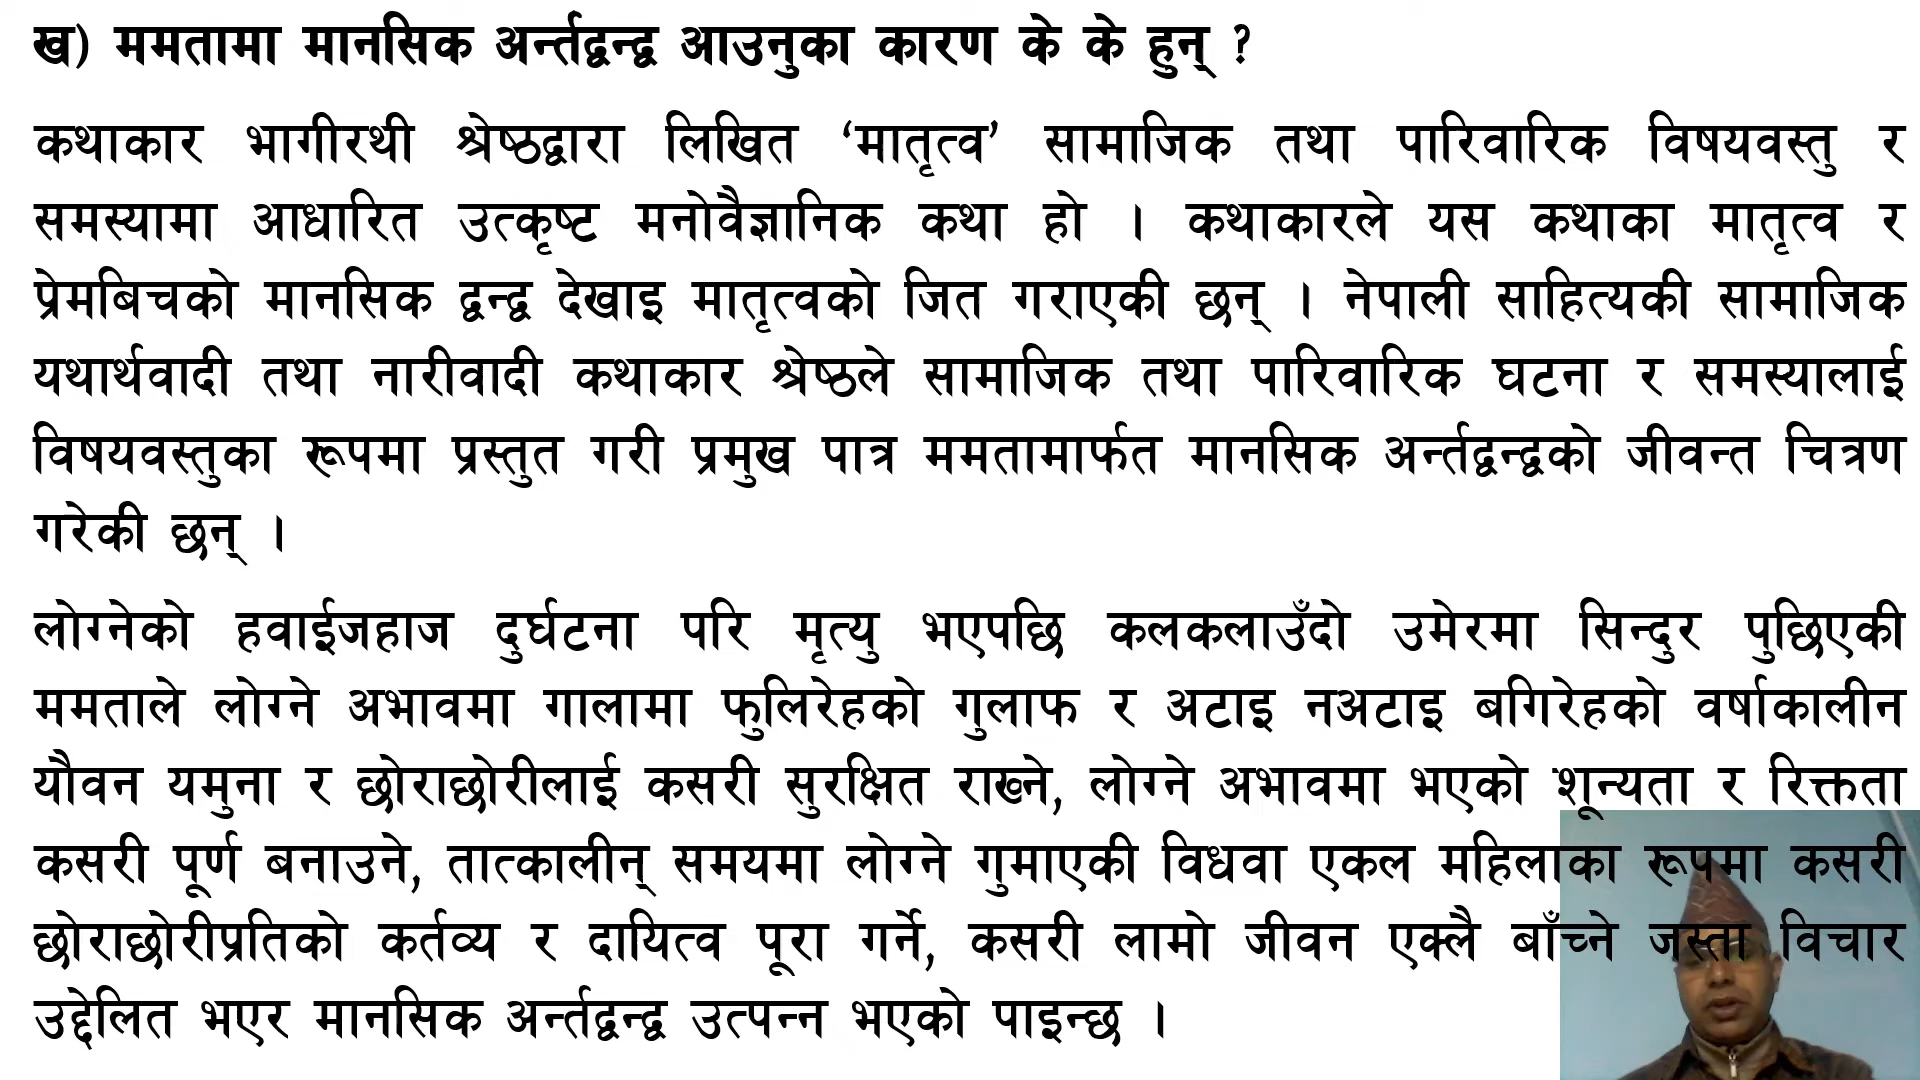 ख) ममतामा मानसिक अर्न्तद्वन्द्व आउनुका कारण के के हुन् ?
कथाकार भागीरथी श्रेष्ठद्वारा लिखित ‘मातृत्व’ सामाजिक तथा पारिवारिक विषयवस्तु र
समस्यामा आधारित उत्कृष्ट मनोवैज्ञानिक कथा हो । कथाकारले यस कथाका मातृत्व र
प्रेमबिचको मानसिक द्वन्द्व देखाइ मातृत्वको जित गराएकी छन् । नेपाली साहित्यकी सामाजिक
यथार्थवादी तथा नारीवादी कथाकार श्रेष्ठले सामाजिक तथा पारिवारिक घटना र समस्यालाई
विषयवस्तुका रूपमा प्रस्तुत गरी प्रमुख पात्र ममतामार्फत मानसिक अर्न्तद्वन्द्वको जीवन्त चित्रण
गरेकी छन् ।
लोग्नेको हवाईजहाज दुर्घटना परि मृत्यु भएपछि कलकलाउँदो उमेरमा सिन्दुर पुछिएकी
ममताले लोग्ने अभावमा गालामा फुलिरेहको गुलाफ र अटाइ नअटाइ बगिरेहको वर्षाकालीन
यौवन यमुना र छोराछोरीलाई कसरी सुरक्षित राख्ने, लोग्ने अभावमा भएको शून्यता र रिक्तता
कसरी पूर्ण बनाउने, तात्कालीन् समयमा लोग्ने गुमाएकी विधवा एकल महिलाका रूपमा कसरी
छोराछोरीप्रतिको कर्तव्य र दायित्व पूरा गर्ने, कसरी लामो जीवन एक्लै बाँच्ने जस्ता विचार
उद्देलित भएर मानसिक अर्न्तद्वन्द्व उत्पन्न भएको पाइन्छ ।